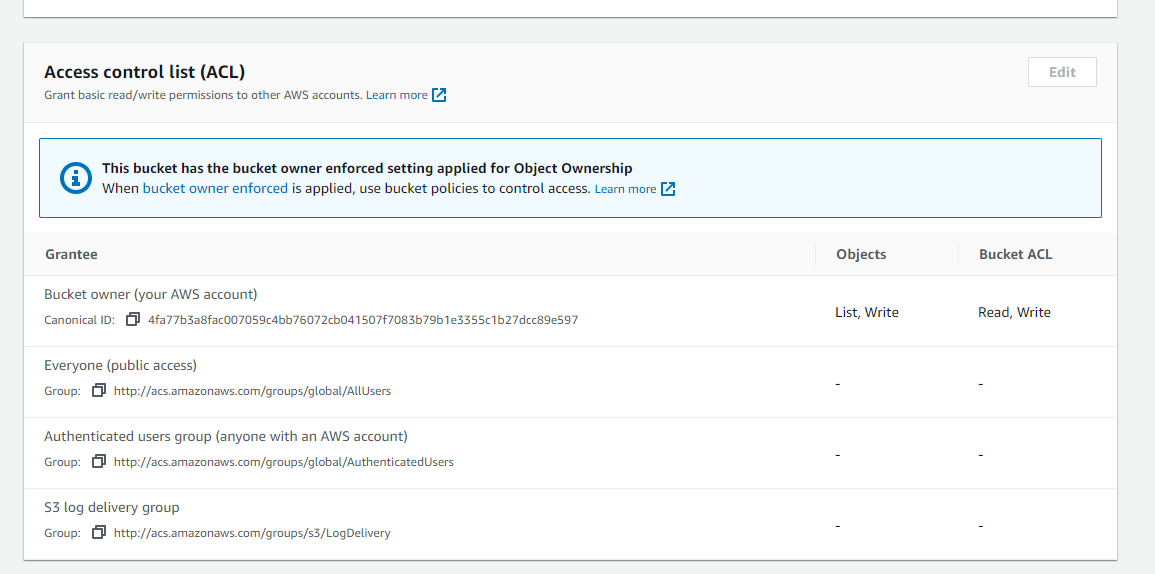 Access control list (ACL)
Edit
Grant basic read/write permissions to other AWS accounts. Learn more
This bucket has the bucket owner enforced setting applied for Object Ownership
When bucket owner enforced is applied, use bucket policies to control access. Learn more
Grantee Objects Bucket ACL
Bucket owner (your AWS account)
Canonical ID: 4fa77b3a8fac007059c4bb76072cb041507f7083b79b1e3355c1b27dcc89e597
List, Write Read, Write
Everyone (public access)
Group: http://acs.amazonaws.com/groups/global/AllUsers
- -
Authenticated users group (anyone with an AWS account)
Group: http://acs.amazonaws.com/groups/global/AuthenticatedUsers
- -
S3 log delivery group
Group: http://acs.amazonaws.com/groups/s3/LogDelivery
- -